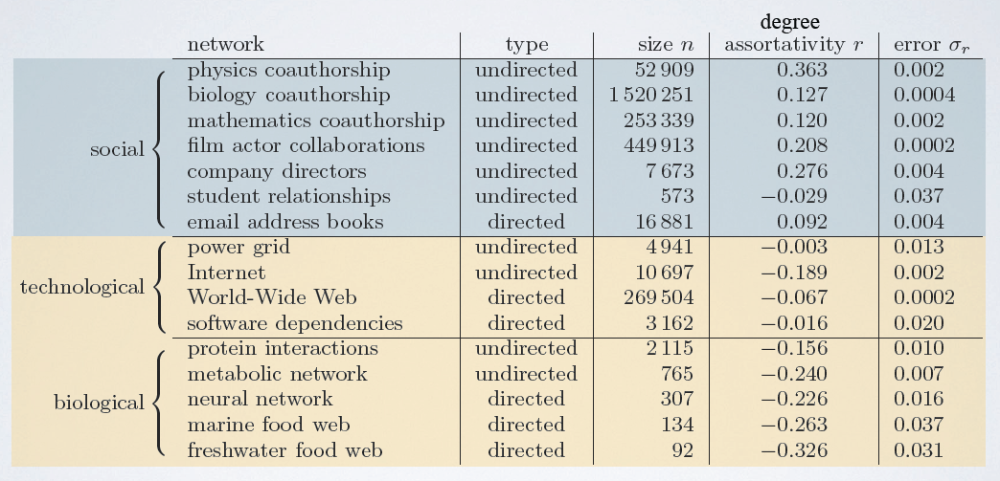 degree
network type size n assortativity r error σr
physics coauthorship undirected 52 909 0.363 0.002
biology coauthorship undirected 1 520 251 0.127 0.0004
mathematics coauthorship undirected 253 339 0.120 0.002
film actor collaborations undirected 449 913 0.208 0.0002
social company directors undirected 7 673 0.276 0.004
student relationships undirected 573 −0.029 0.037
email address books directed 16 881 0.092 0.004
power grid undirected 4 941 −0.003 0.013
technological Internet undirected 10 697 −0.189 0.002
World-Wide Web directed 269 504 −0.067 0.0002
software dependencies directed 3 162 −0.016 0.020
protein interactions undirected 2 115 −0.156 0.010
metabolic network undirected 765 −0.240 0.007
biological neural network directed 307 −0.226 0.016
marine food web directed 134 −0.263 0.037
freshwater food web directed 92 −0.326 0.031